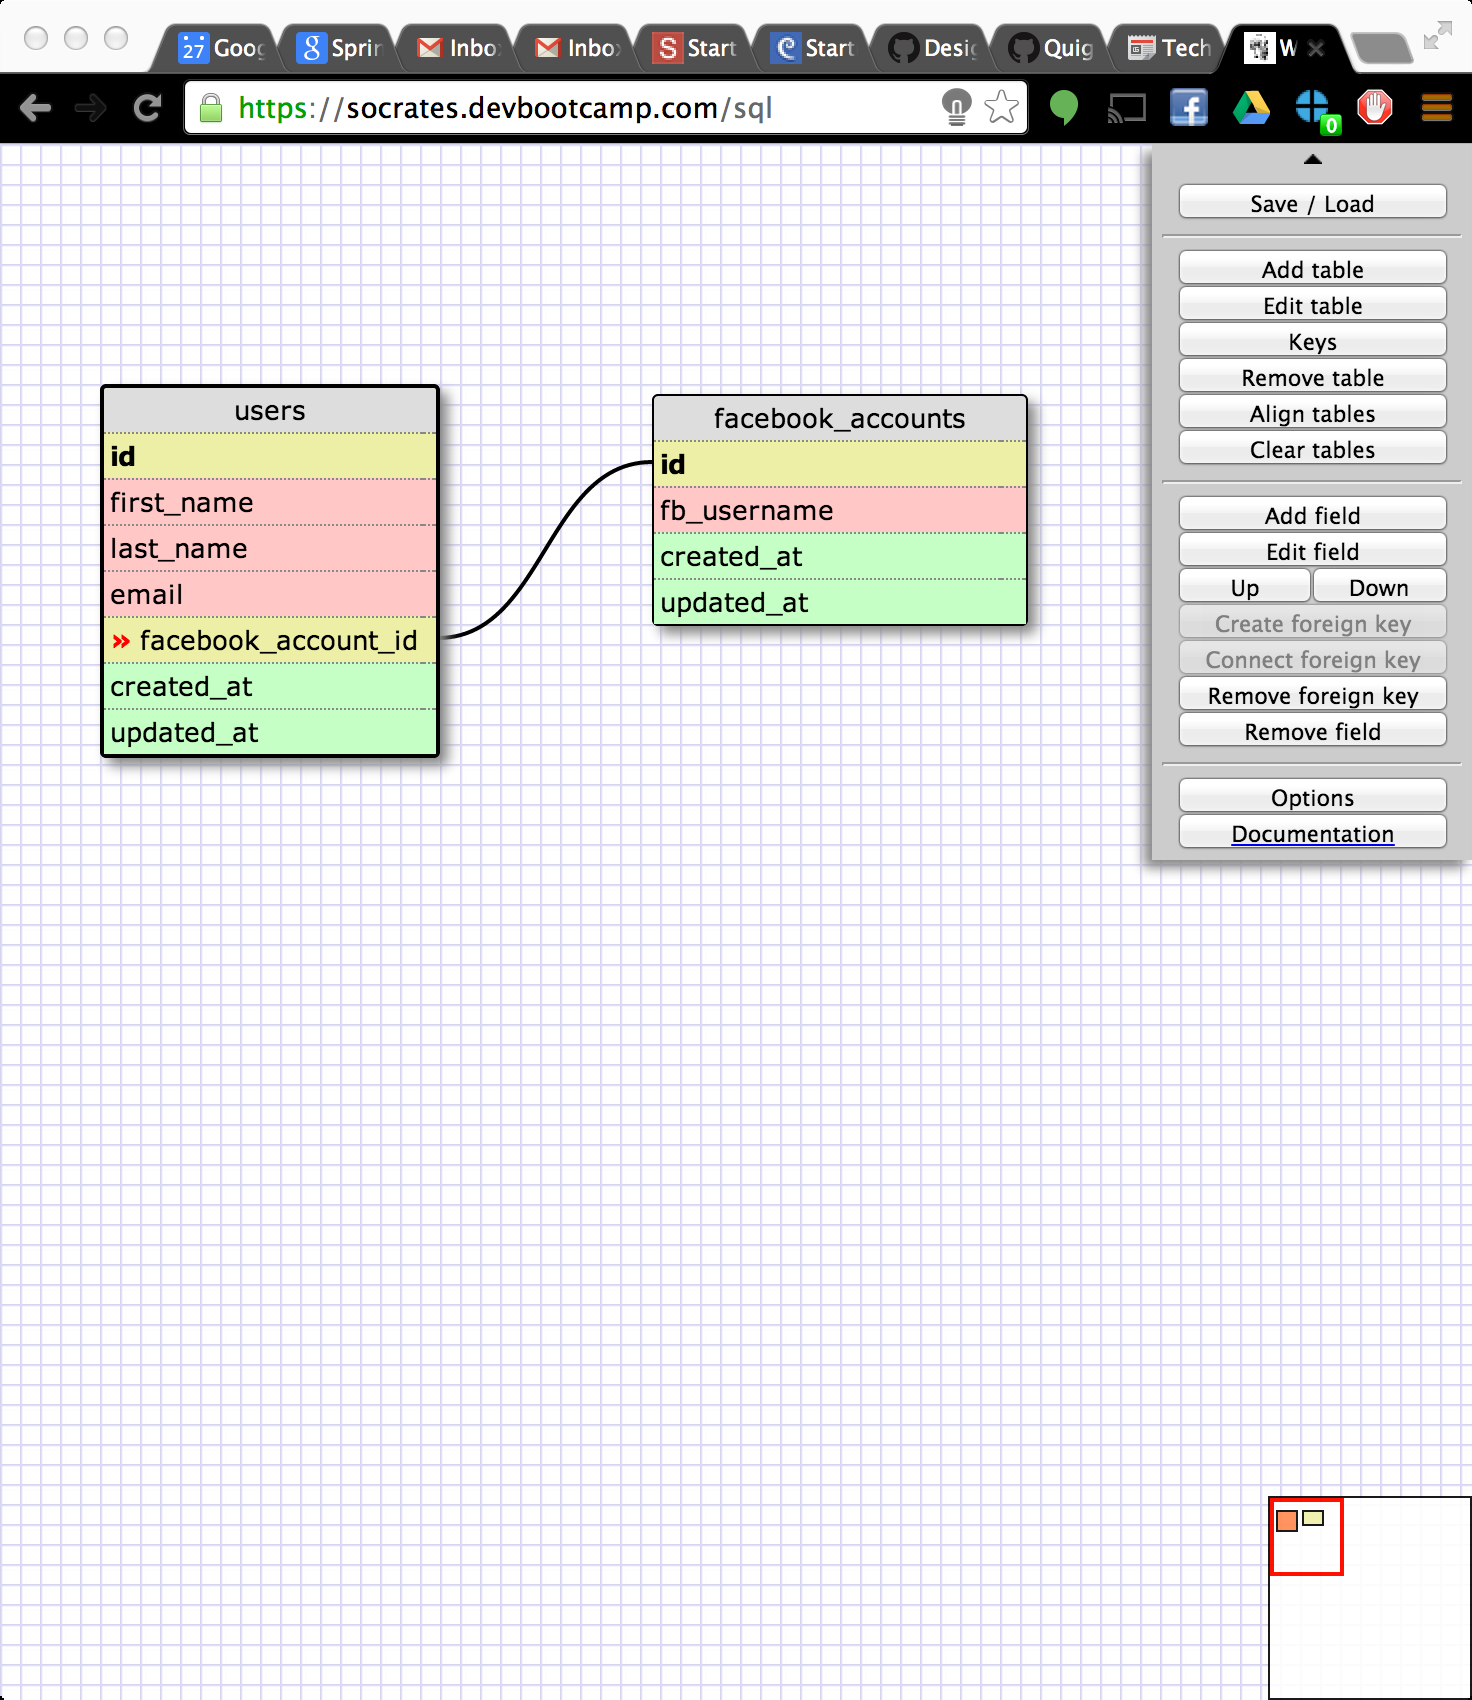 27 Goog
g Sprin
Inbo
Inbox
S Start
Start
Desig
Quig
Tech
W
https://socrates.devbootcamp.com/sql
0
Save / Load
Add table
Edit table
Keys
Remove table
Align tables
Clear tables
Add field
Edit field
Up Down
Create foreign key
Connect foreign key
Remove foreign key
Remove field
Options
Documentation
users
id
first_name
last_name
email
» facebook_account_id
created_at
updated_at
facebook_accounts
id
fb_username
created_at
updated_at